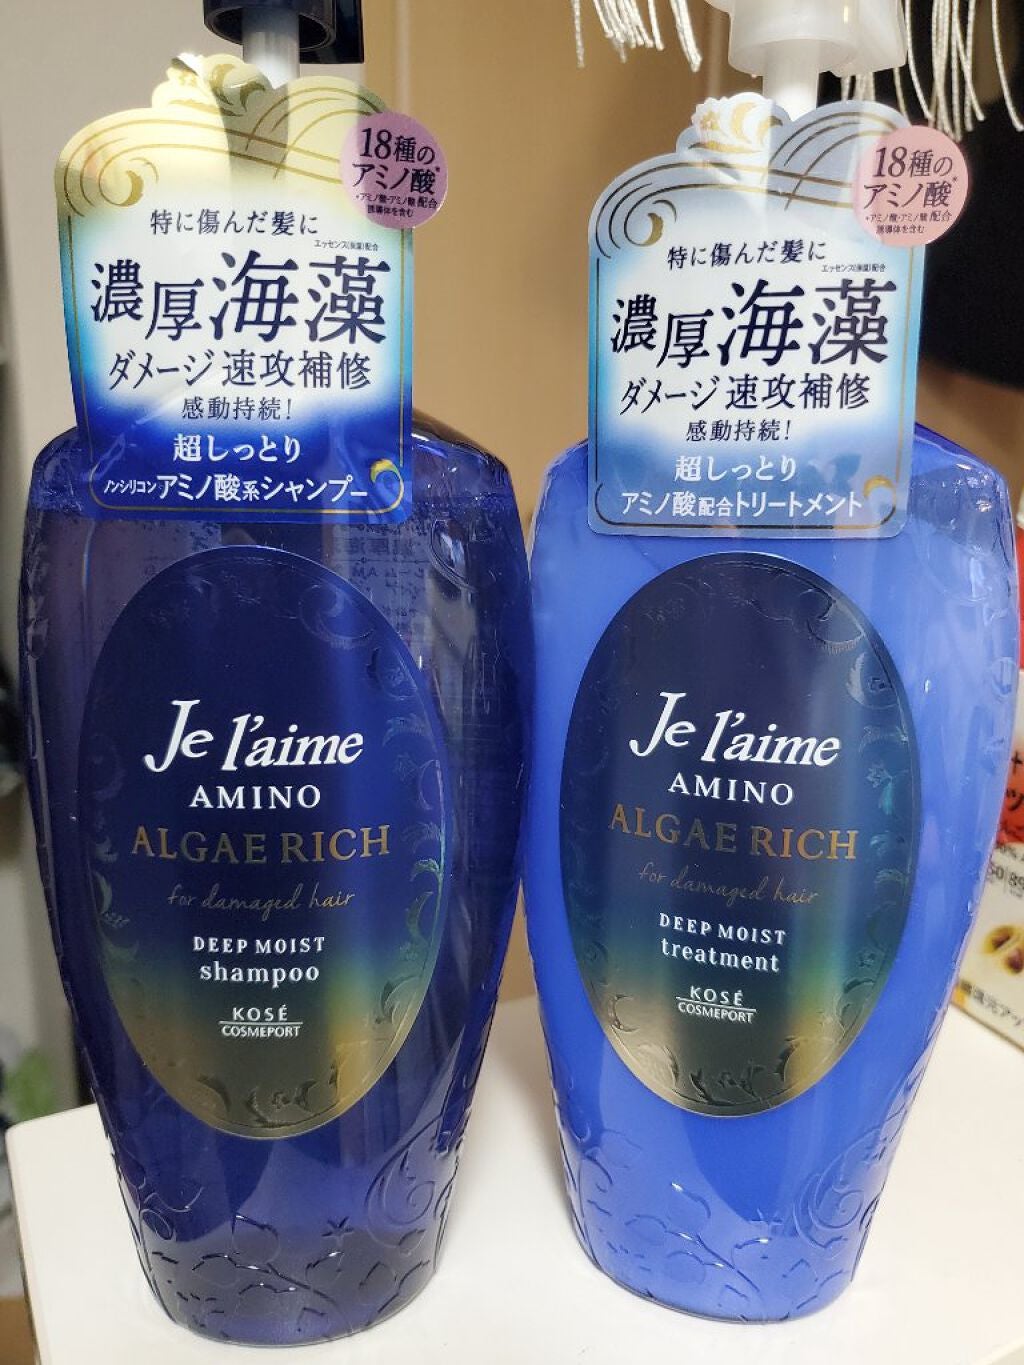 18種の
アミノ酸*
*アミノ酸・アミノ酸
誘導体を含む
配合
特に傷んだ髪に
エッセンス(保湿)配合
濃厚海藻
ダメージ速攻補修
感動持続!
超しっとり
ノンシリコンアミノ酸系シャンプー
Je l'aime
AMINO
ALGAE RICH
for damaged hair
DEEP MOIST
shampoo
KOSÉ
COSMEPORT
18種の
アミノ酸*
*アミノ酸・アミノ酸
誘導体を含む
配合
特に傷んだ髪に
エッセンス(保湿)配合
濃厚海藻
ダメージ速攻補修
感動持続!
超しっとり
アミノ酸配合トリートメント
Je l'aime
AMINO
ALGAE RICH
for damaged hair
DEEP MOIST
treatment
KOSÉ
COSMEPORT